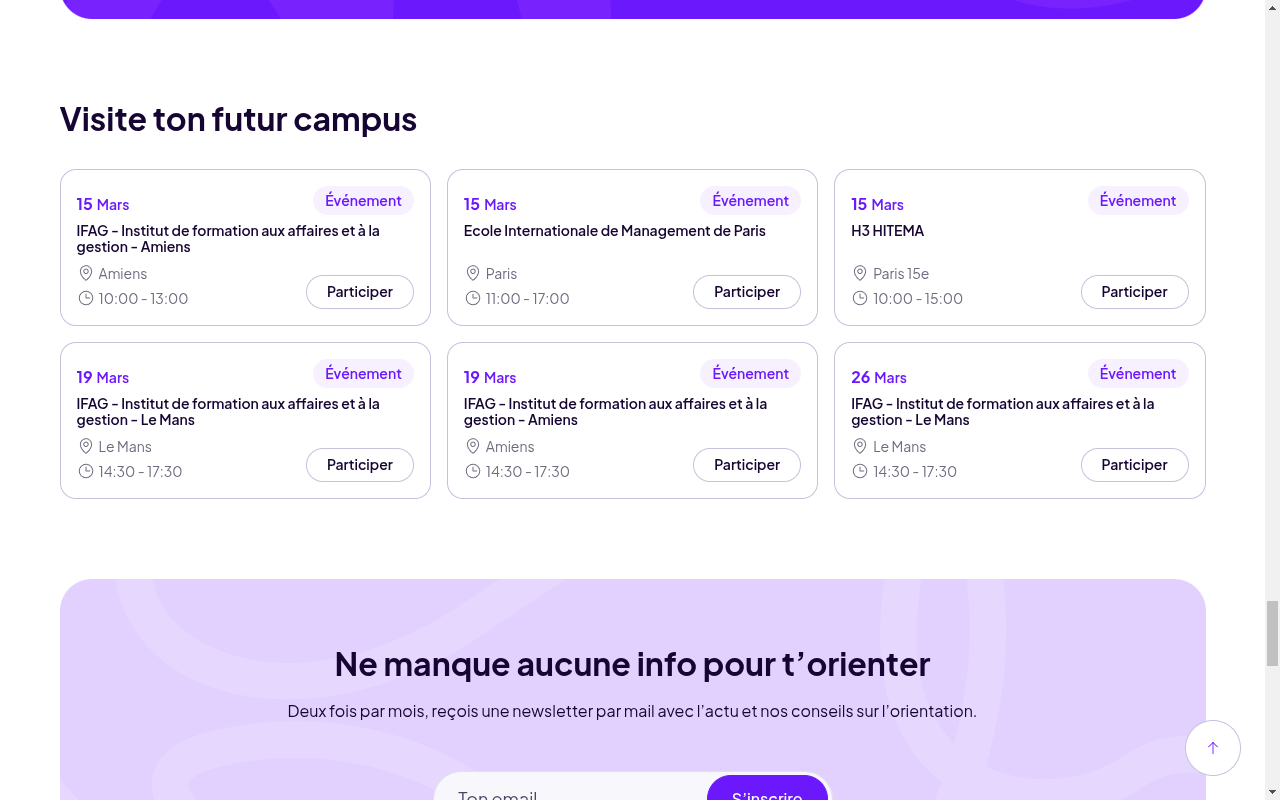 Visite ton futur campus
15 Mars
Événement
IFAG - Institut de formation aux affaires et à la
gestion - Amiens
Amiens
10:00 - 13:00
Participer
15 Mars
Événement
Ecole Internationale de Management de Paris
Paris
11:00 - 17:00
Participer
15 Mars
Événement
H3 HITEMA
Paris 15e
10:00 - 15:00
Participer
19 Mars
Événement
IFAG - Institut de formation aux affaires et à la
gestion - Le Mans
Le Mans
14:30 - 17:30
Participer
19 Mars
Événement
IFAG - Institut de formation aux affaires et à la
gestion - Amiens
Amiens
14:30 - 17:30
Participer
26 Mars
Événement
IFAG - Institut de formation aux affaires et à la
gestion - Le Mans
Le Mans
14:30 - 17:30
Participer
Ne manque aucune info pour t’orienter
Deux fois par mois, reçois une newsletter par mail avec l’actu et nos conseils sur l’orientation.
Ton email
S’inscrire